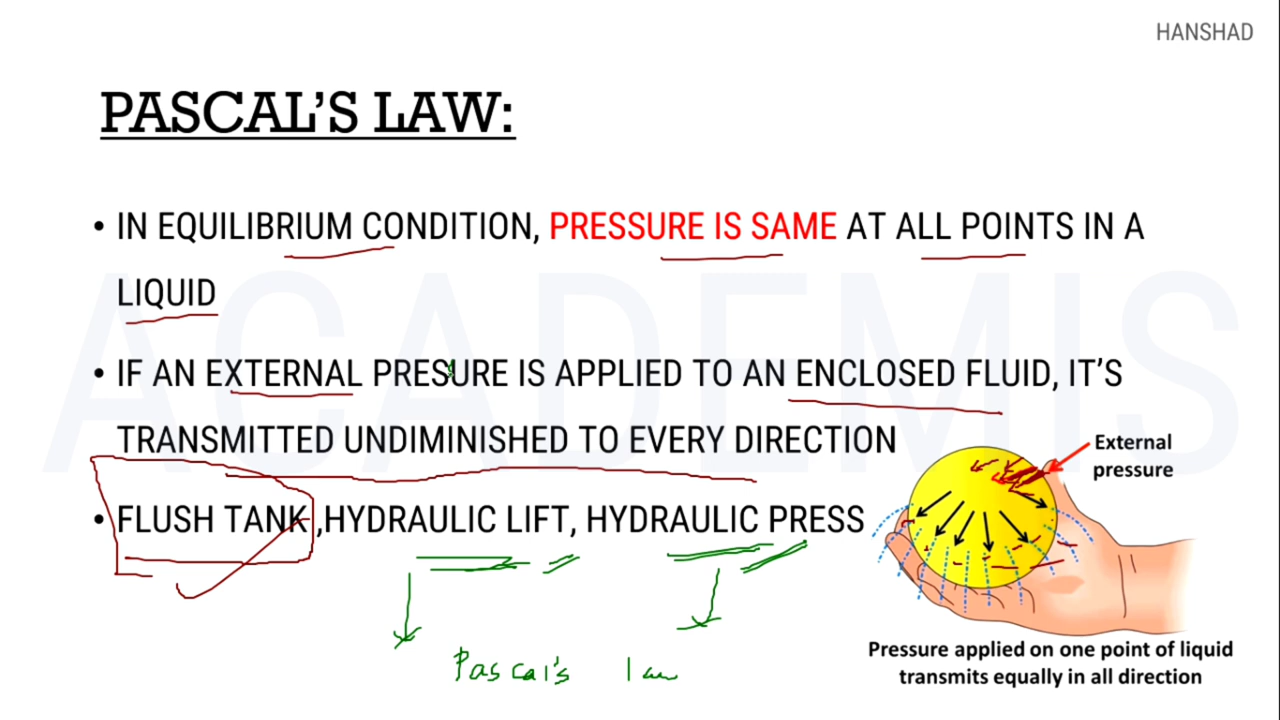 HANSHAD
PASCAL'S LAW:
• IN EQUILIBRIUM CONDITION, PRESSURE IS SAME AT ALL POINTS IN A
LIQUID
• IF AN EXTERNAL PRESURE IS APPLIED TO AN ENCLOSED FLUID, IT'S
TRANSMITTED UNDIMINISHED TO EVERY DIRECTION
• FLUSH TANK ,HYDRAULIC LIFT, HYDRAULIC PRESS
Pascal's law
External
pressure
Pressure applied on one point of liquid
transmits equally in all direction
ACADEMIS